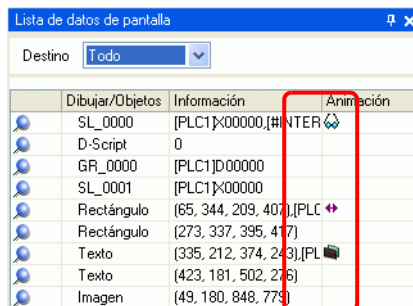 Lista de datos de pantalla
Destino Todo
Dibujar/Objetos Información Animación
SL_0000 [PLC1]X00000,[#INTER
D-Script 0
GR_0000 [PLC1]D00000
SL_0001 [PLC1]X00000
Rectángulo (65, 344, 209, 407),[PLC
Rectángulo (273, 337, 395, 417)
Texto (335, 212, 374, 243),[PL
Texto (423, 181, 502, 276)
Imagen (49, 180, 848, 779)